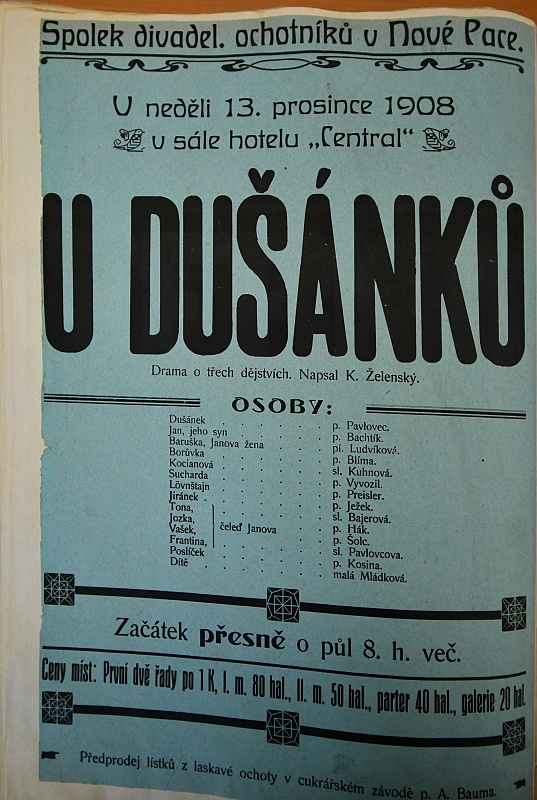 Spolek divadel. ochotníků v Nové Pace.
U neděli 13. prosince 1908
v sále hotelu „Central“
U DUŠÁNKŮ
Drama o třech dějstvích. Napsal K. Želenský.
OSOBY:
Dušánek . . . . . . p. Pavlovec.
Jan, jeho syn . . . . . . p. Bachtík.
Baruška, Janova žena . . . . pí. Ludvíková.
Borůvka . . . . . . p. Blíma.
Kocianová . . . . . . sl. Kuhnová.
Sucharda . . . . . . p. Vyvozil.
Lövnštajn . . . . . . p. Preisler.
Jiránek . . . . . . p. Ježek.
Tona, . . . . sl. Bajerová.
Jozka, . . . . p. Hák.
Vašek, čeleď Janova . . . . p. Šolc.
Frantina, . . . . sl. Pavlovcova.
Poslíček . . . . . . p. Kosina.
Dítě . . . . . . malá Mládková.
Začátek přesně o půl 8. h. več.
Ceny míst: První dvě řady po 1 K, I. m. 80 hal., II. m. 50 hal., parter 40 hal., galerie 20 hal.
Předprodej lístků z laskavé ochoty v cukrářském závodě p. A. Bauma.